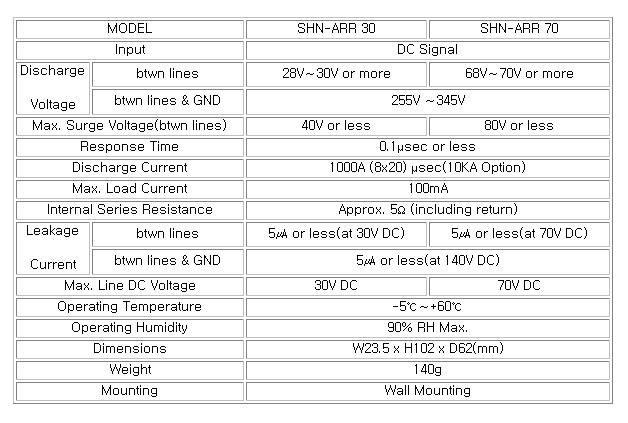 MODEL SHN-ARR 30 SHN-ARR 70
Input DC Signal
Discharge Voltage btwn lines 28V~30V or more 68V~70V or more
btwn lines & GND 255V ~345V
Max. Surge Voltage(btwn lines) 40V or less 80V or less
Response Time 0.1μsec or less
Discharge Current 1000A (8x20) μsec(10KA Option)
Max. Load Current 100mA
Internal Series Resistance Approx. 5Ω (including return)
Leakage Current btwn lines 5㎂ or less(at 30V DC) 5㎂ or less(at 70V DC)
btwn lines & GND 5㎂ or less(at 140V DC)
Max. Line DC Voltage 30V DC 70V DC
Operating Temperature -5℃~+60℃
Operating Humidity 90% RH Max.
Dimensions W23.5 x H102 x D62(mm)
Weight 140g
Mounting Wall Mounting